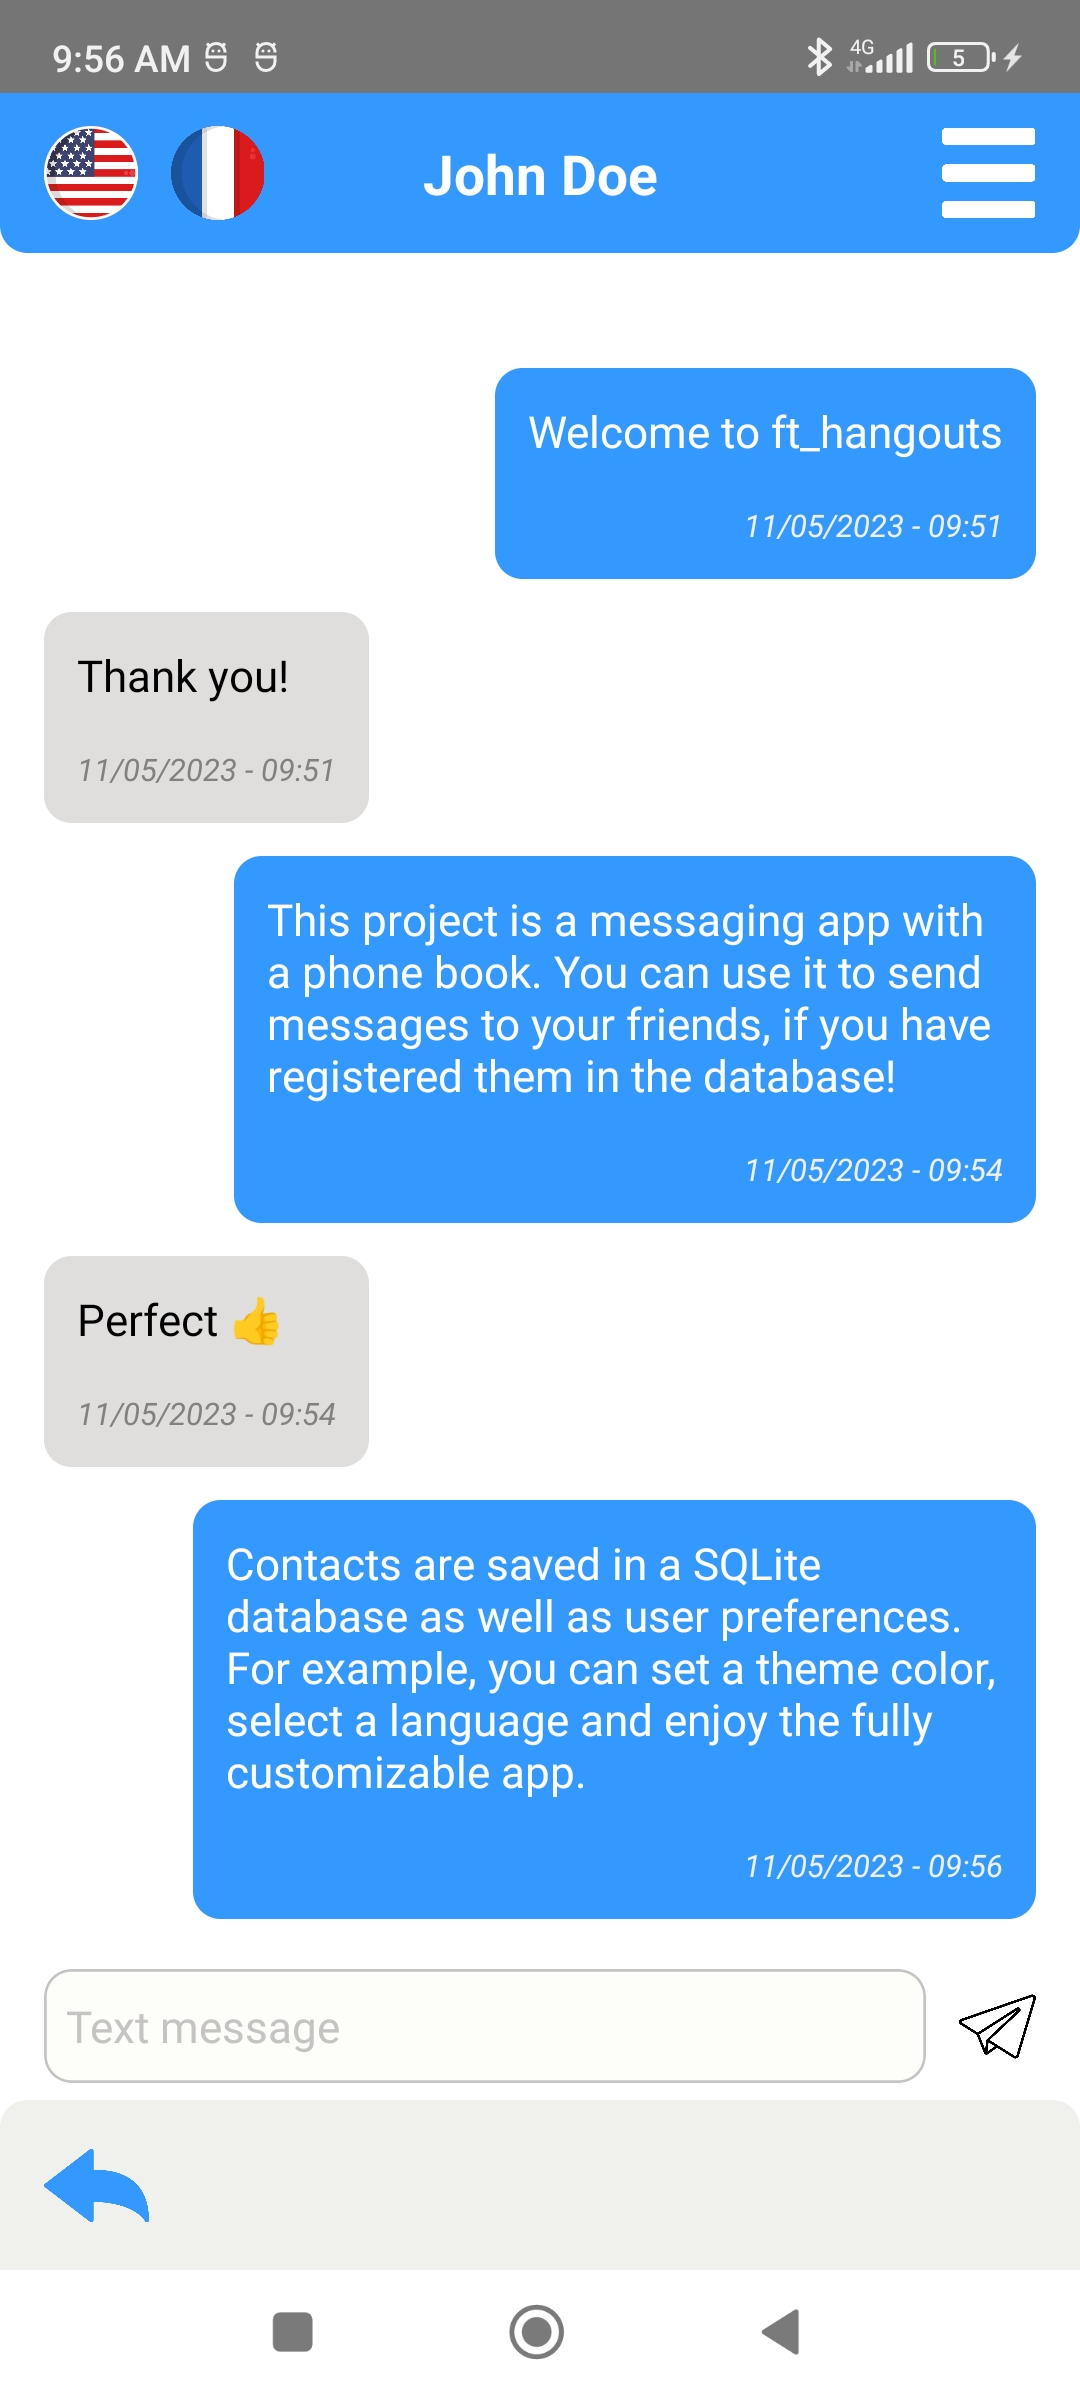 9:56 AM
4G
5
John Doe
Welcome to ft_hangouts
11/05/2023 - 09:51
Thank you!
11/05/2023 - 09:51
This project is a messaging app with
a phone book. You can use it to send
messages to your friends, if you have
registered them in the database!
11/05/2023 - 09:54
Perfect 👍
11/05/2023 - 09:54
Contacts are saved in a SQLite
database as well as user preferences.
For example, you can set a theme color,
select a language and enjoy the fully
customizable app.
11/05/2023 - 09:56
Text message